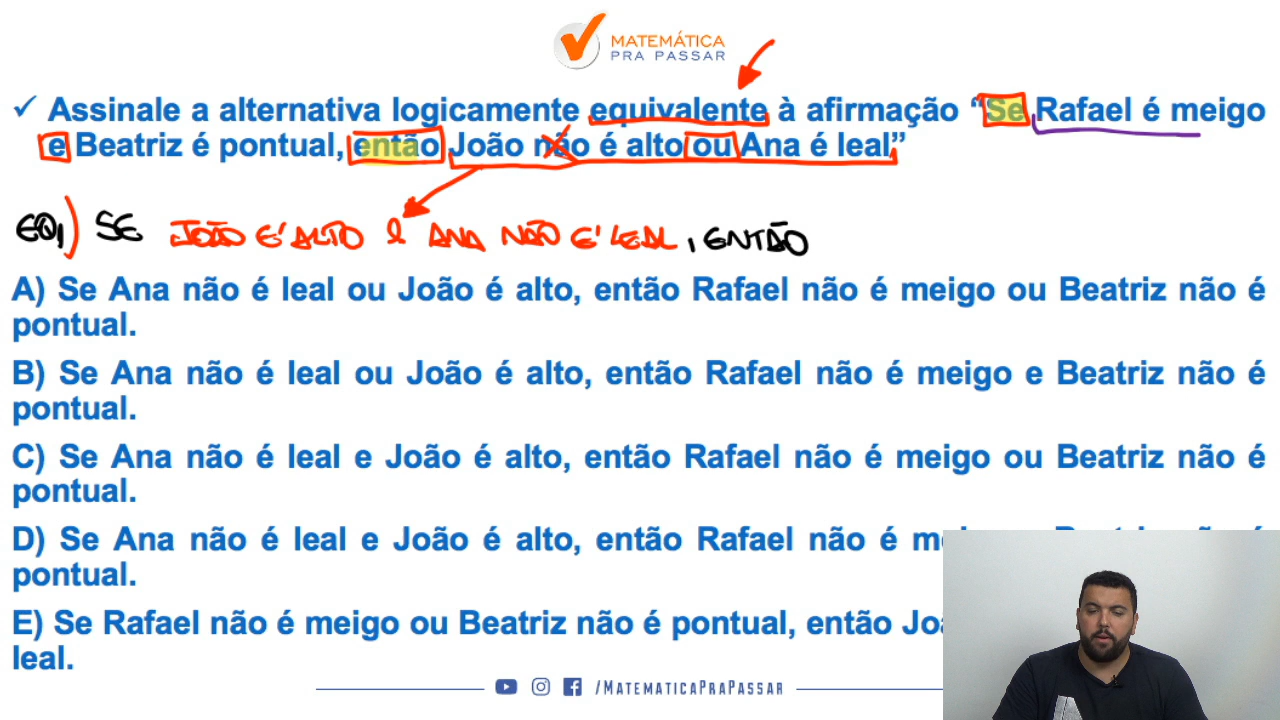 MATEMÁTICA
PRA PASSAR
✓ Assinale a alternativa logicamente equivalente à afirmação “Se Rafael é meigo
e Beatriz é pontual, então João não é alto ou Ana é leal”
EQ1) SE JOÃO É ALTO e ANA NÃO É LEAL, ENTÃO
A) Se Ana não é leal ou João é alto, então Rafael não é meigo ou Beatriz não é
pontual.
B) Se Ana não é leal ou João é alto, então Rafael não é meigo e Beatriz não é
pontual.
C) Se Ana não é leal e João é alto, então Rafael não é meigo ou Beatriz não é
pontual.
D) Se Ana não é leal e João é alto, então Rafael não é
pontual.
E) Se Rafael não é meigo ou Beatriz não é pontual, então
leal.
/MATEMATICAPRAPASSAR